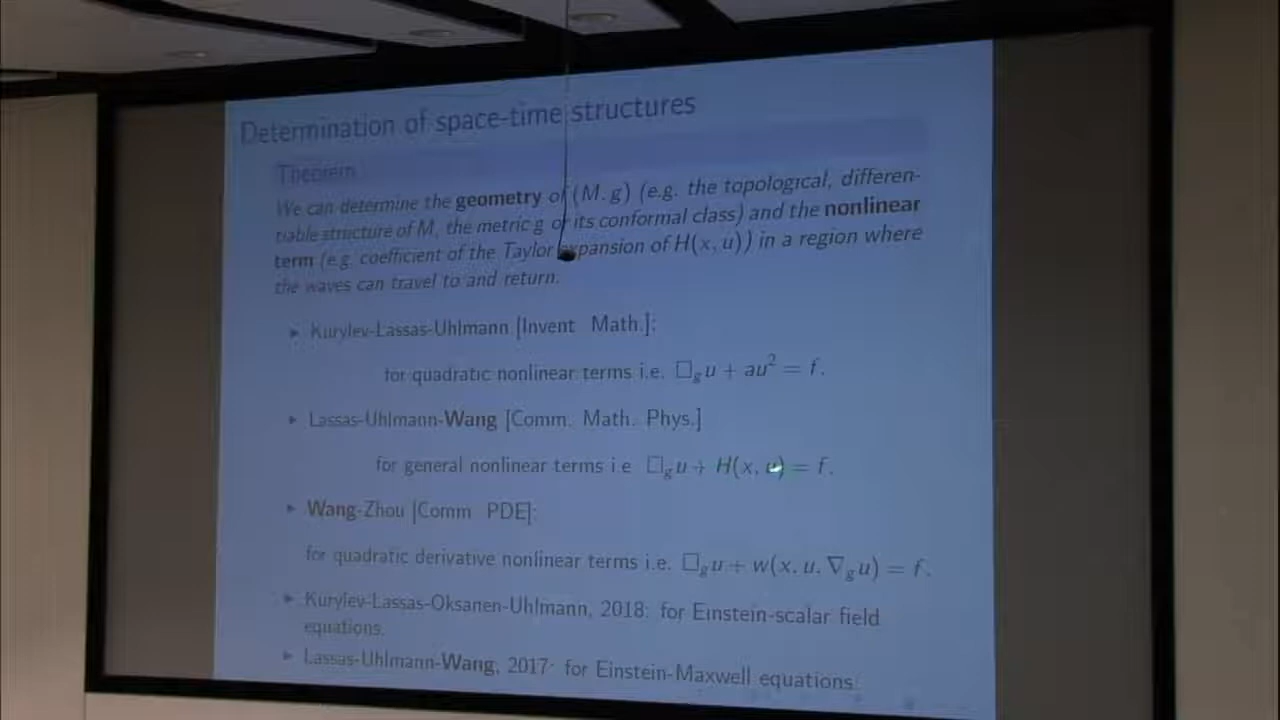 Determination of space-time structures
Theorem
We can determine the geometry of (M, g) (e.g. the topological, differen-
tiable structure of M, the metric g or its conformal class) and the nonlinear
term (e.g. coefficient of the Taylor expansion of H(x, u)) in a region where
the waves can travel to and return.
▶ Kurylev-Lassas-Uhlmann [Invent. Math.]:
for quadratic nonlinear terms i.e. □_g u + au² = f.
▶ Lassas-Uhlmann-Wang [Comm. Math. Phys.]
for general nonlinear terms i.e □_g u + H(x, u) = f.
▶ Wang-Zhou [Comm PDE]:
for quadratic derivative nonlinear terms i.e. □_g u + w(x, u, ∇_g u) = f.
▶ Kurylev-Lassas-Oksanen-Uhlmann, 2018: for Einstein-scalar field
equations.
▶ Lassas-Uhlmann-Wang, 2017: for Einstein-Maxwell equations.